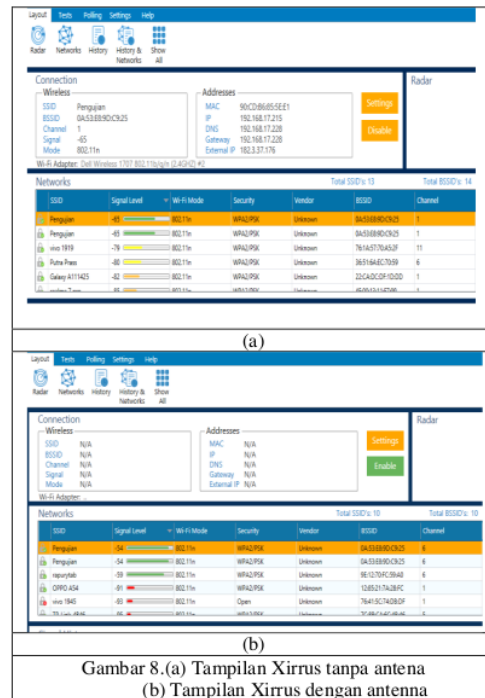 Layout Tests Polling Settings Help
Radar Networks History History & Networks Show All
Connection
Wireless
SSID Pengujian
BSSID 0A:53:E8:9D:C9:25
Channel 1
Signal -65
Mode 802.11n
Wi-Fi Adapter: Dell Wireless 1707 802.11b/g/n (2.4GHZ) #2
Addresses
MAC 90:CD:B6:85:5E:E1
IP 192.168.17.215
DNS 192.168.17.228
Gateway 192.168.17.228
External IP 182.3.37.176
Settings
Disable
Radar
Networks Total SSID's: 13 Total BSSID's: 14
SSID Signal Level Wi-Fi Mode Security Vendor BSSID Channel
Pengujian -65 802.11n WPA2/PSK Unknown 0A:53:E8:9D:C9:25 1
Pengujian -65 802.11n WPA2/PSK Unknown 0A:53:E8:9D:C9:25 1
vivo 1919 -79 802.11n WPA2/PSK Unknown 76:1A:57:70:A5:2F 11
Putra Praes -80 802.11n WPA2/PSK Unknown 36:51:6A:EC:70:59 6
Galaxy A111425 -82 802.11n WPA2/PSK Unknown 22:CA:DC:DF:1D:DD 1
(a)
Layout Tests Polling Settings Help
Radar Networks History History & Networks Show All
Connection
Wireless
SSID N/A
BSSID N/A
Channel N/A
Signal N/A
Mode N/A
Wi-Fi Adapter: .
Addresses
MAC N/A
IP N/A
DNS N/A
Gateway N/A
External IP N/A
Settings
Enable
Radar
Networks Total SSID's: 10 Total BSSID's: 10
SSID Signal Level Wi-Fi Mode Security Vendor BSSID Channel
Pengujian -54 802.11n WPA2/PSK Unknown 0A:53:E8:9D:C9:25 6
Pengujian -54 802.11n WPA2/PSK Unknown 0A:53:E8:9D:C9:25 6
rapurytab -59 802.11n WPA2/PSK Unknown 9E:12:70:FC:59:A0 6
OPPO A54 -91 802.11n WPA2/PSK Unknown 12:65:21:7A:2B:FC 1
vivo 1945 -93 802.11n Open Unknown 76:41:9C:74:DB:DF 1
(b)
Gambar 8.(a) Tampilan Xirrus tanpa antena
(b) Tampilan Xirrus dengan antenna